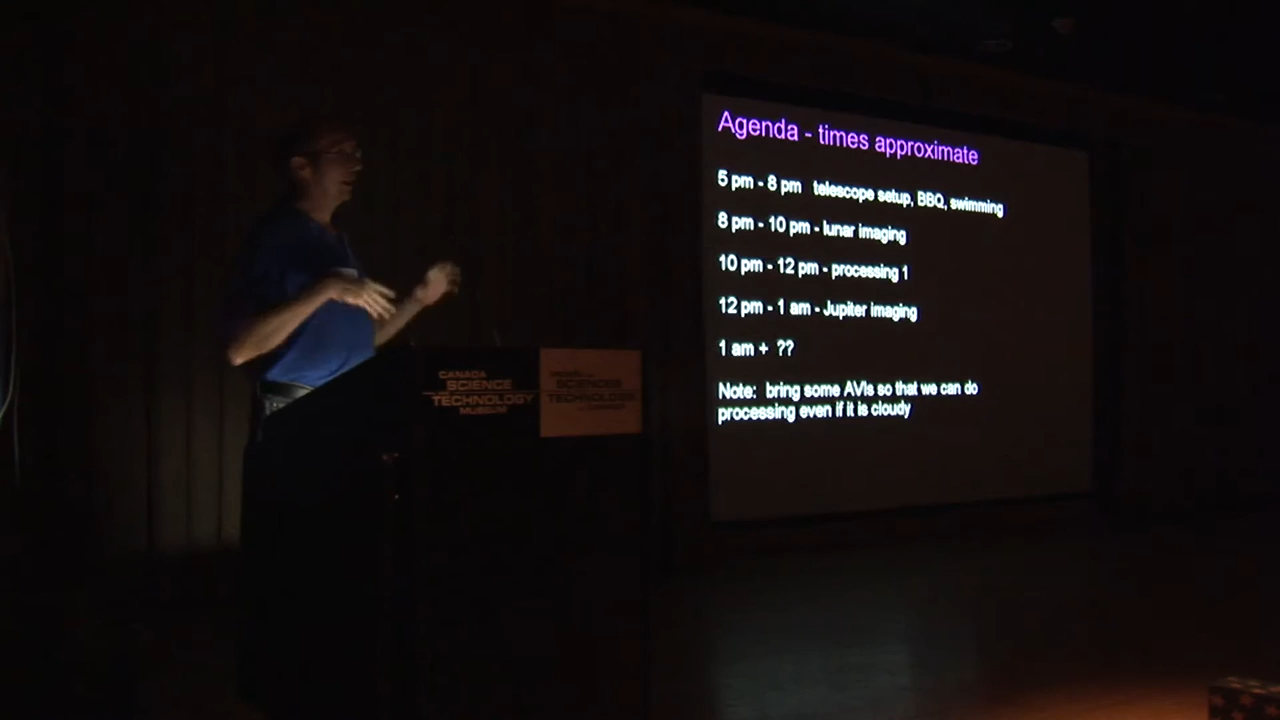 Agenda - times approximate
5 pm - 8 pm telescope setup, BBQ, swimming
8 pm - 10 pm - lunar imaging
10 pm - 12 pm - processing 1
12 pm - 1 am - Jupiter imaging
1 am + ??
Note: bring some AVIs so that we can do
processing even if it is cloudy
CANADA
SCIENCE
TECHNOLOGY
MUSEUM
SCIENCES